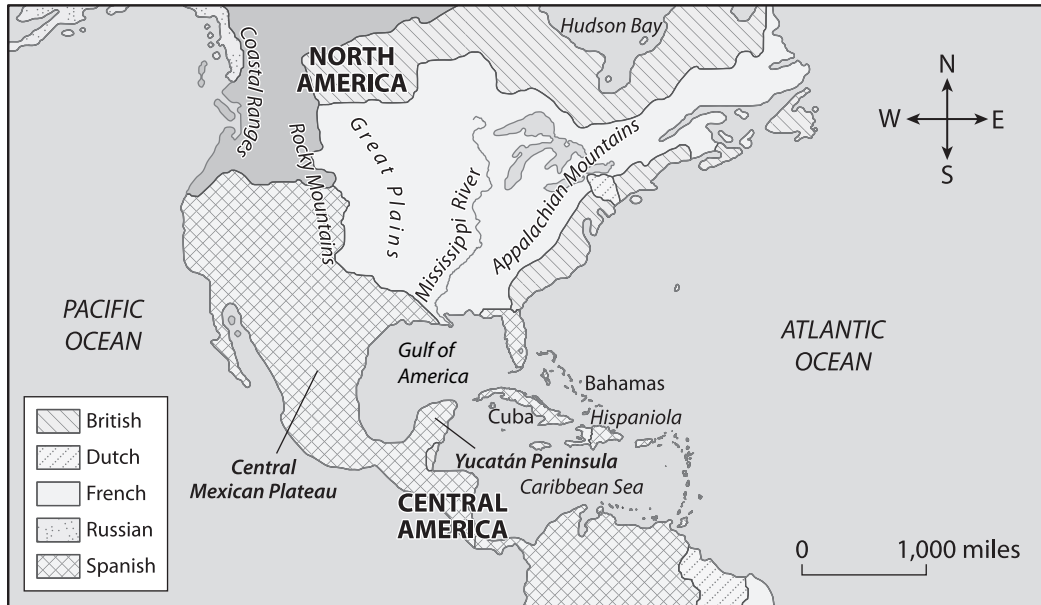 Hudson Bay
Coastal Ranges
NORTH
AMERICA
N
W
E
S
Rocky Mountains
Great Plains
Mississippi River
Appalachian Mountains
PACIFIC
OCEAN
ATLANTIC
OCEAN
Gulf of
America
Bahamas
Cuba
Hispaniola
Central
Mexican Plateau
Yucatán Peninsula
Caribbean Sea
CENTRAL
AMERICA
British
Dutch
French
Russian
Spanish
0
1,000 miles